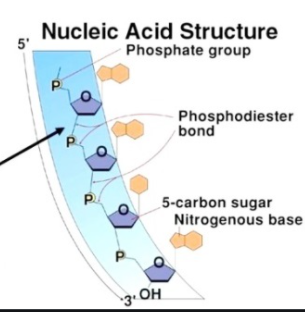 Nucleic Acid Structure
5'
Phosphate group
P
O
Phosphodiester
bond
P
O
P
5-carbon sugar
O
Nitrogenous base
P
O
3' OH